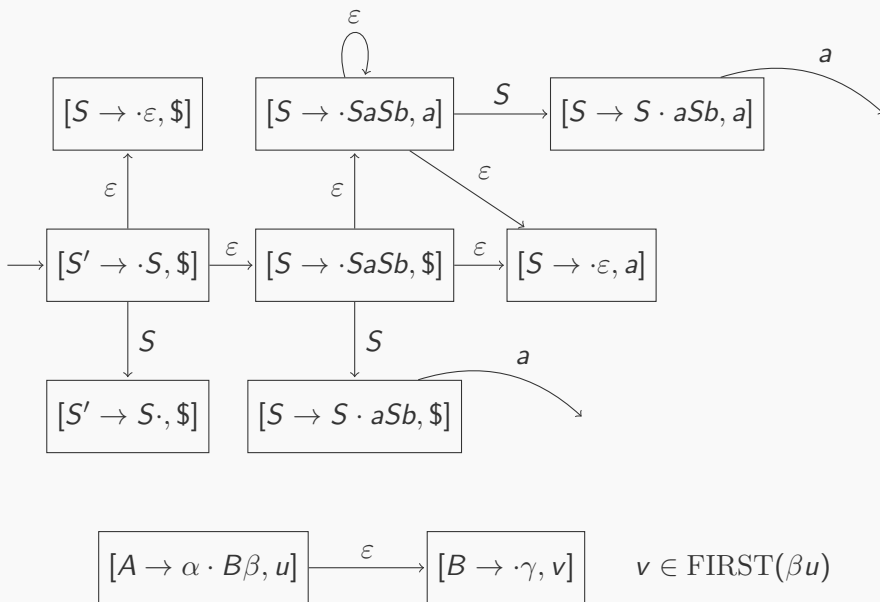 ε
a
[S → ·ε, $]
[S → ·SaSb, a]
S
[S → S · aSb, a]
ε
ε
ε
[S′ → ·S, $]
ε
[S → ·SaSb, $]
ε
[S → ·ε, a]
S
S
a
[S′ → S·, $]
[S → S · aSb, $]
[A → α · Bβ, u]
ε
[B → ·γ, v]
v ∈ FIRST(βu)